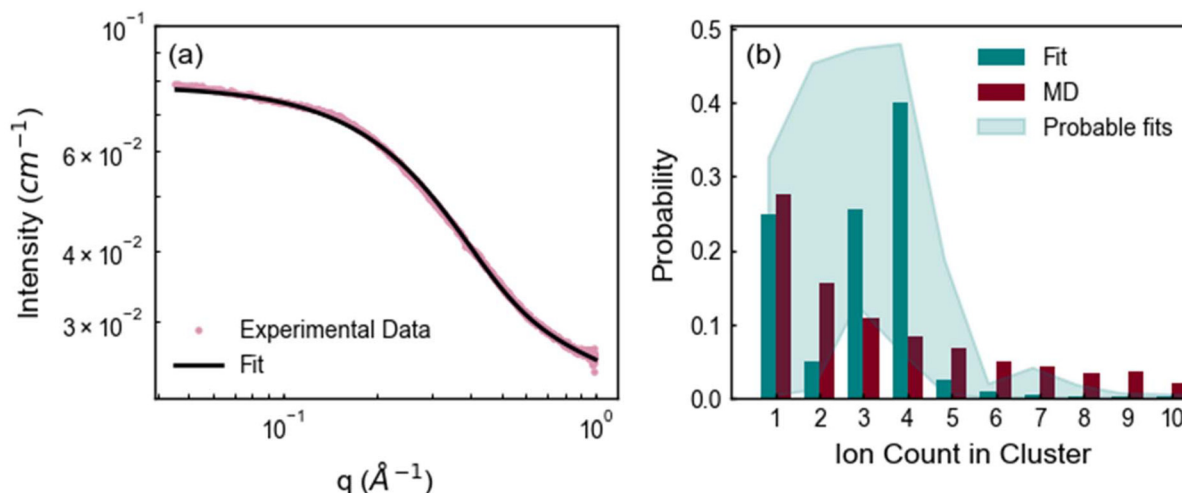 (a)
10⁻¹
6 × 10⁻²
4 × 10⁻²
3 × 10⁻²
Intensity (cm⁻¹)
Experimental Data
Fit
10⁻¹ 10⁰
q (Å⁻¹)
(b)
0.5
0.4
0.3
0.2
0.1
0.0
Probability
Fit
MD
Probable fits
1 2 3 4 5 6 7 8 9 10
Ion Count in Cluster